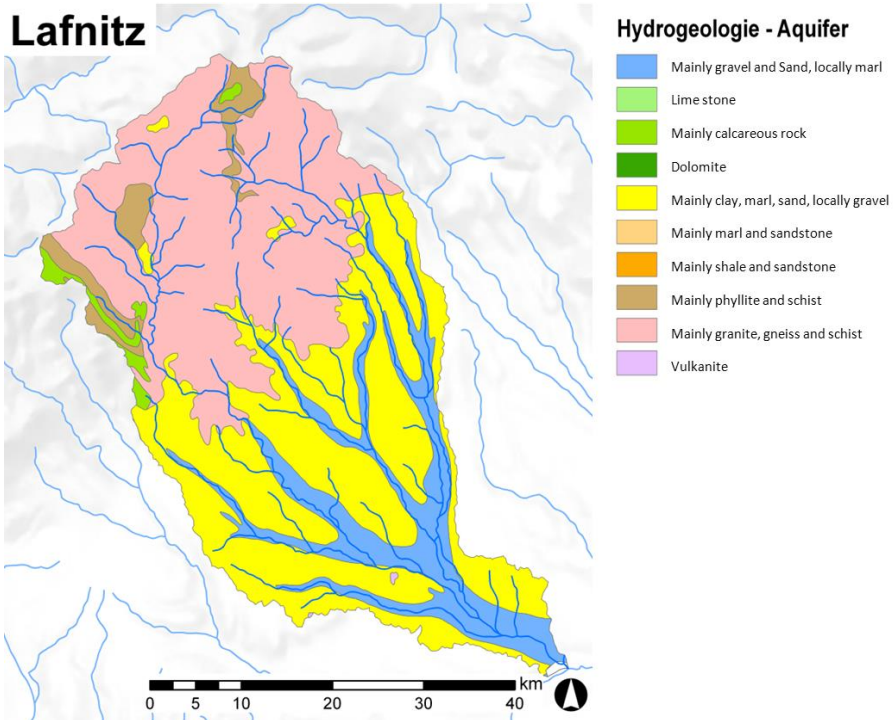 Lafnitz
Hydrogeologie - Aquifer
Mainly gravel and Sand, locally marl
Lime stone
Mainly calcareous rock
Dolomite
Mainly clay, marl, sand, locally gravel
Mainly marl and sandstone
Mainly shale and sandstone
Mainly phyllite and schist
Mainly granite, gneiss and schist
Vulkanite
km
0 5 10 20 30 40